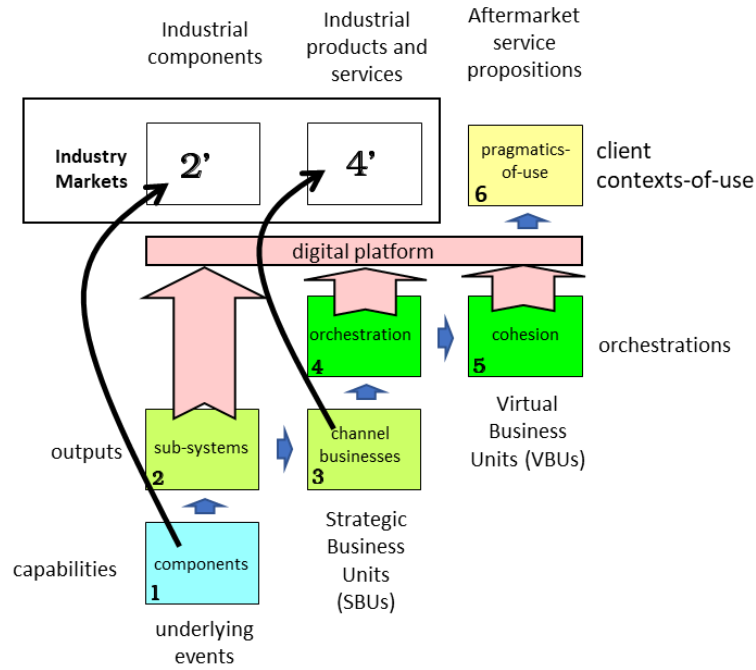 Industrial
components
Industrial
products and
services
Aftermarket
service
propositions
Industry
Markets
2’
4’
pragmatics-
of-use
6
client
contexts-of-use
digital platform
orchestration
4
cohesion
5
orchestrations
outputs
sub-systems
2
channel
businesses
3
Virtual
Business
Units (VBUs)
capabilities
components
1
Strategic
Business
Units
(SBUs)
underlying
events